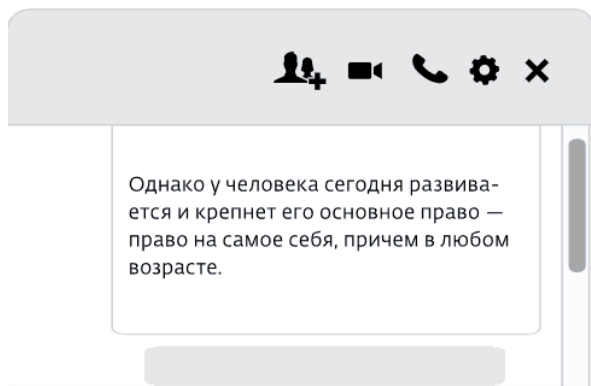 Однако у человека сегодня развива-
ется и крепнет его основное право —
право на самое себя, причем в любом
возрасте.